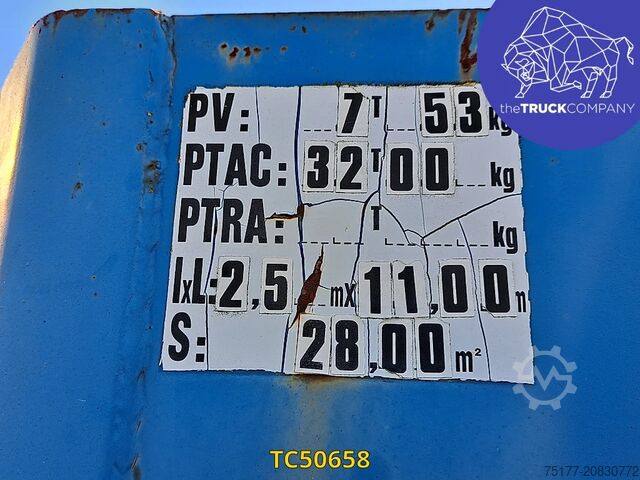 theTRUCKCOMPANY
PV: 7 T 53 kg
PTAC: 32 T 00 kg
PTRA: T kg
lxL: 2,5 mx 11,00 m
S: 28,00 m²
TC50658
75177-20830772